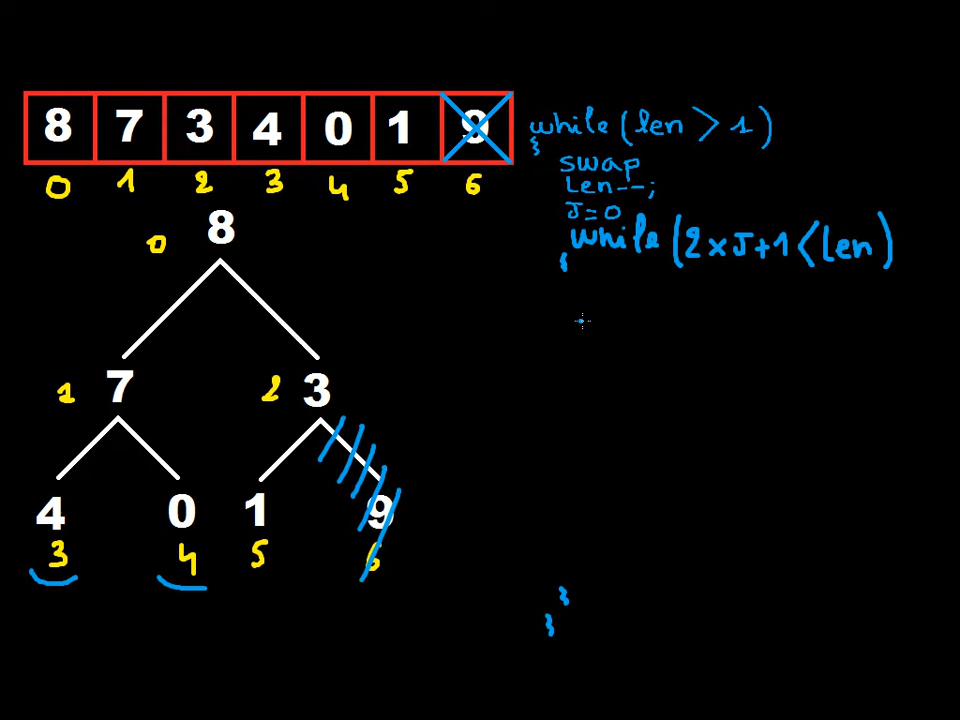 8 7 3 4 0 1 9
0 1 2 3 4 5 6
while (len > 1)
{
swap
Len--;
J=0
while (2xJ+1 < Len)
{
0 8
1 7 2 3
4 0 1 9
3 4 5 6
}
}